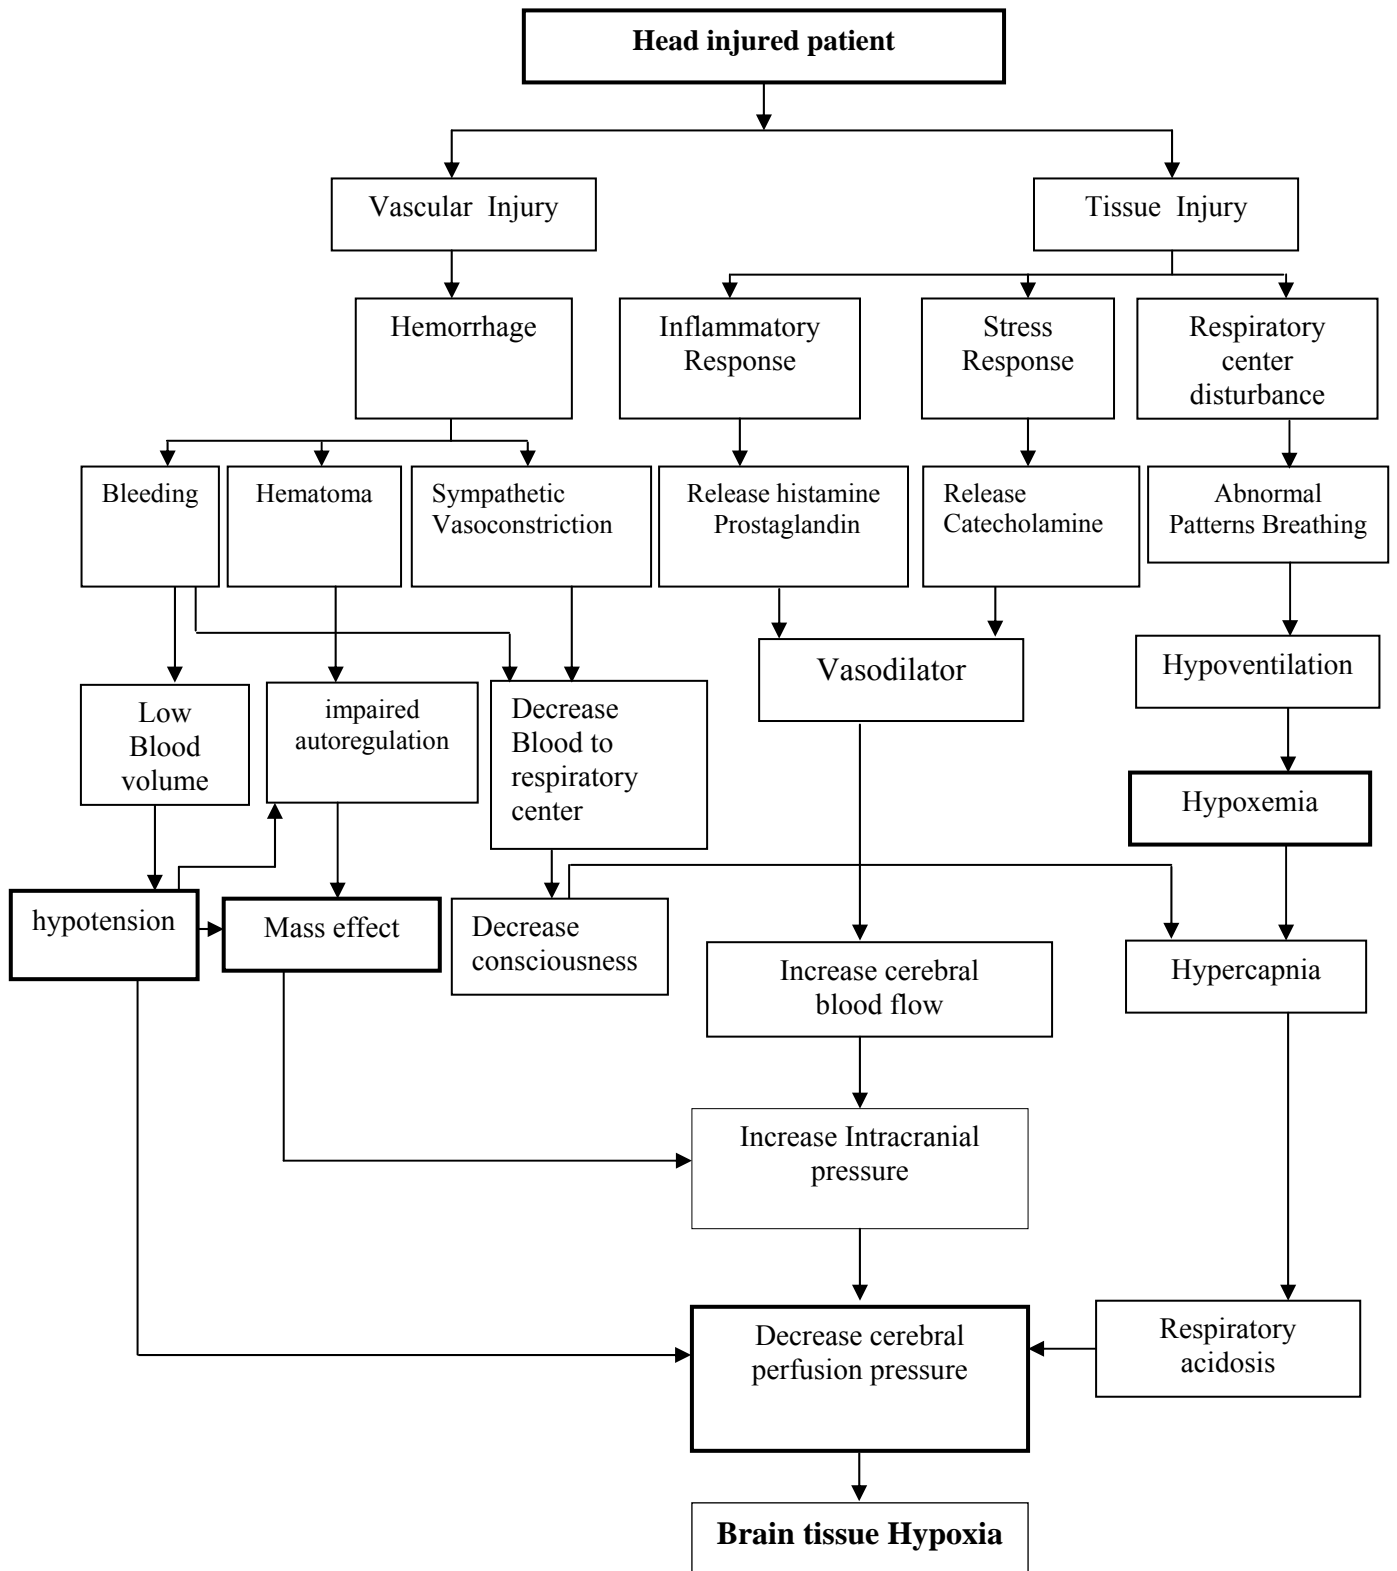 Head injured patient
Vascular Injury
Tissue Injury
Hemorrhage
Inflammatory
Response
Stress
Response
Respiratory
center
disturbance
Bleeding
Hematoma
Sympathetic
Vasoconstriction
Release histamine
Prostaglandin
Release
Catecholamine
Abnormal
Patterns Breathing
Vasodilator
Hypoventilation
Low
Blood
volume
impaired
autoregulation
Decrease
Blood to
respiratory
center
Hypoxemia
hypotension
Mass effect
Decrease
consciousness
Increase cerebral
blood flow
Hypercapnia
Increase Intracranial
pressure
Decrease cerebral
perfusion pressure
Respiratory
acidosis
Brain tissue Hypoxia